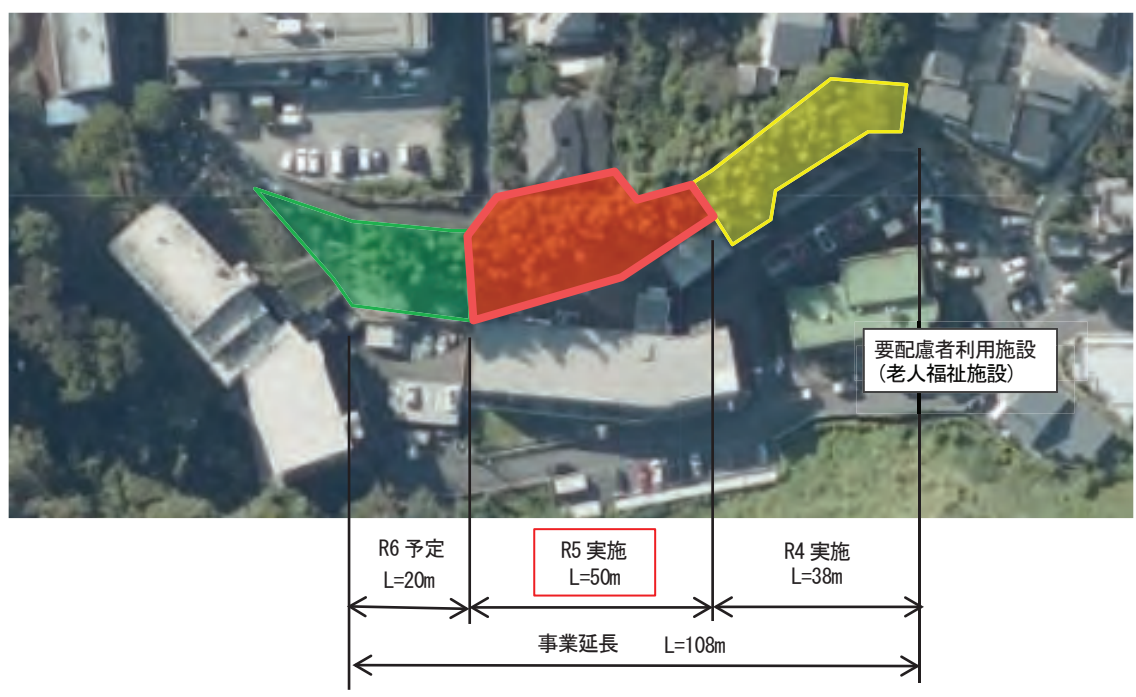 要配慮者利用施設
（老人福祉施設）
R6 予定
L=20m
R5 実施
L=50m
R4 実施
L=38m
事業延長 L=108m